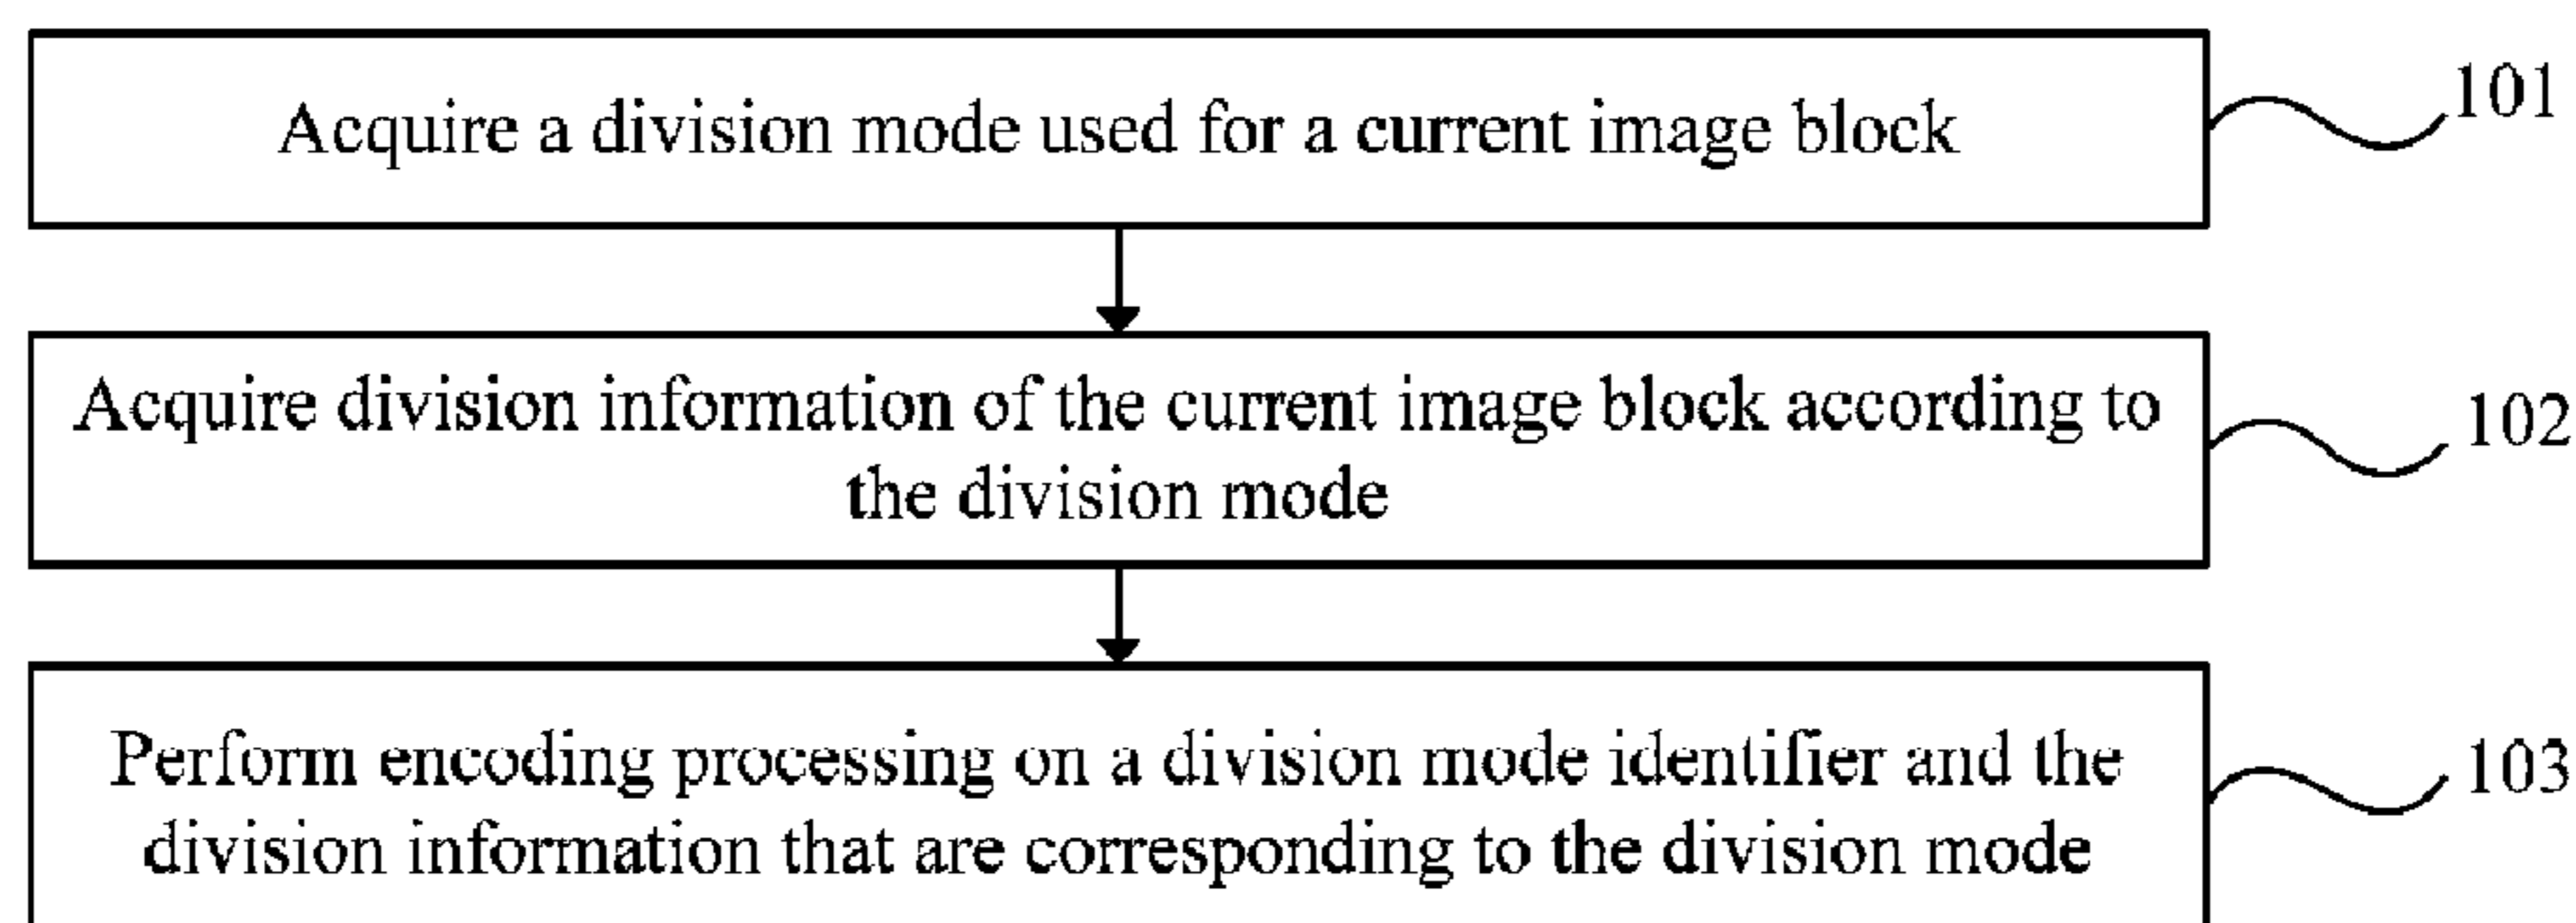 Acquire a division mode used for a current image block
101
Acquire division information of the current image block according to
the division mode
102
Perform encoding processing on a division mode identifier and the
division information that are corresponding to the division mode
103